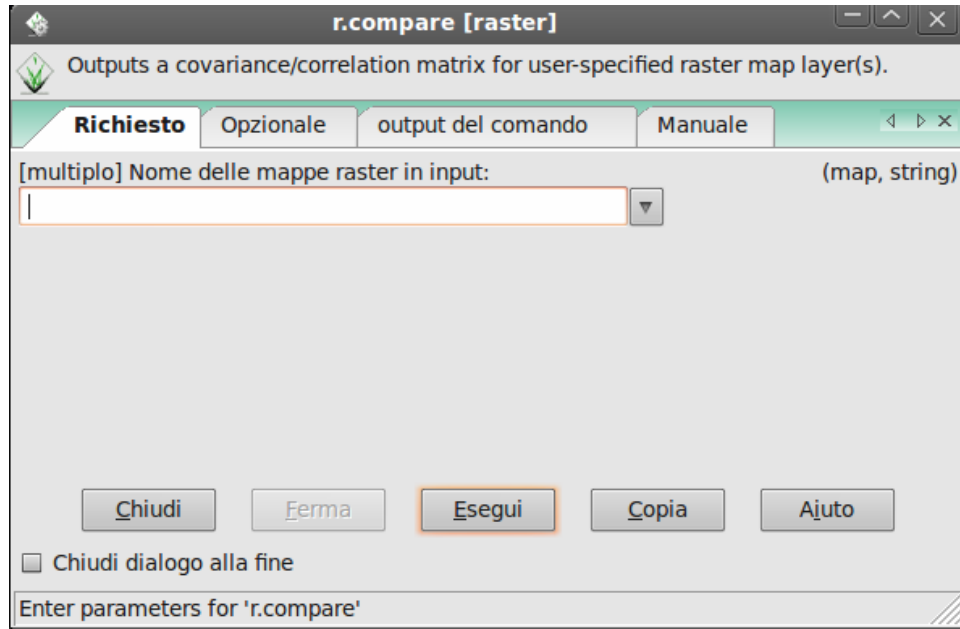 r.compare [raster]
Outputs a covariance/correlation matrix for user-specified raster map layer(s).
Richiesto Opzionale output del comando Manuale
[multiplo] Nome delle mappe raster in input: (map, string)
Chiudi Ferma Esegui Copia Aiuto
Chiudi dialogo alla fine
Enter parameters for 'r.compare'